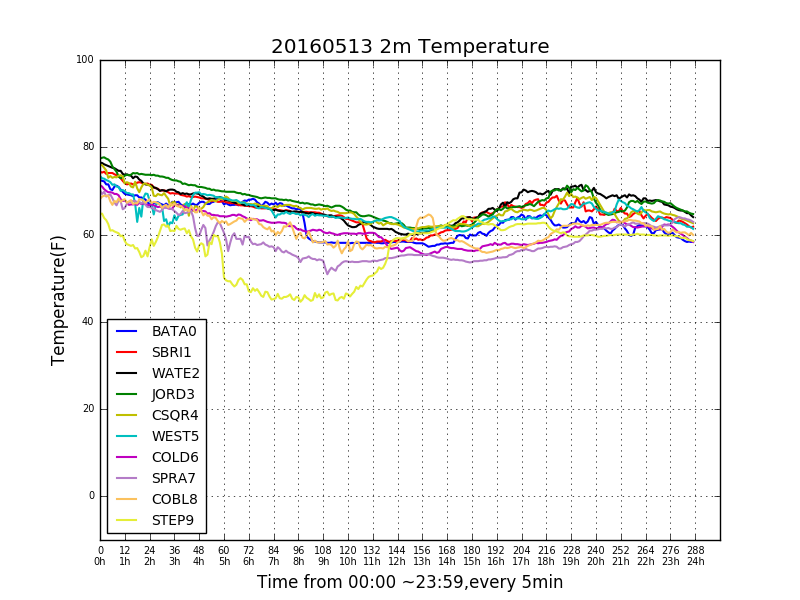 20160513 2m Temperature
Temperature(F)
100
80
60
40
20
0
BATA0
SBRI1
WATE2
JORD3
CSQR4
WEST5
COLD6
SPRA7
COBL8
STEP9
0 12 24 36 48 60 72 84 96 108 120 132 144 156 168 180 192 204 216 228 240 252 264 276 288
0h 1h 2h 3h 4h 5h 6h 7h 8h 9h 10h 11h 12h 13h 14h 15h 16h 17h 18h 19h 20h 21h 22h 23h 24h
Time from 00:00 ~23:59,every 5min